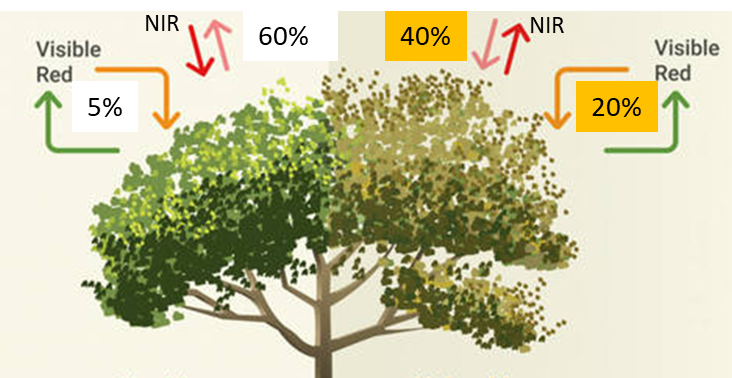 NIR
60%
40%
NIR
Visible
Red
5%
Visible
Red
20%